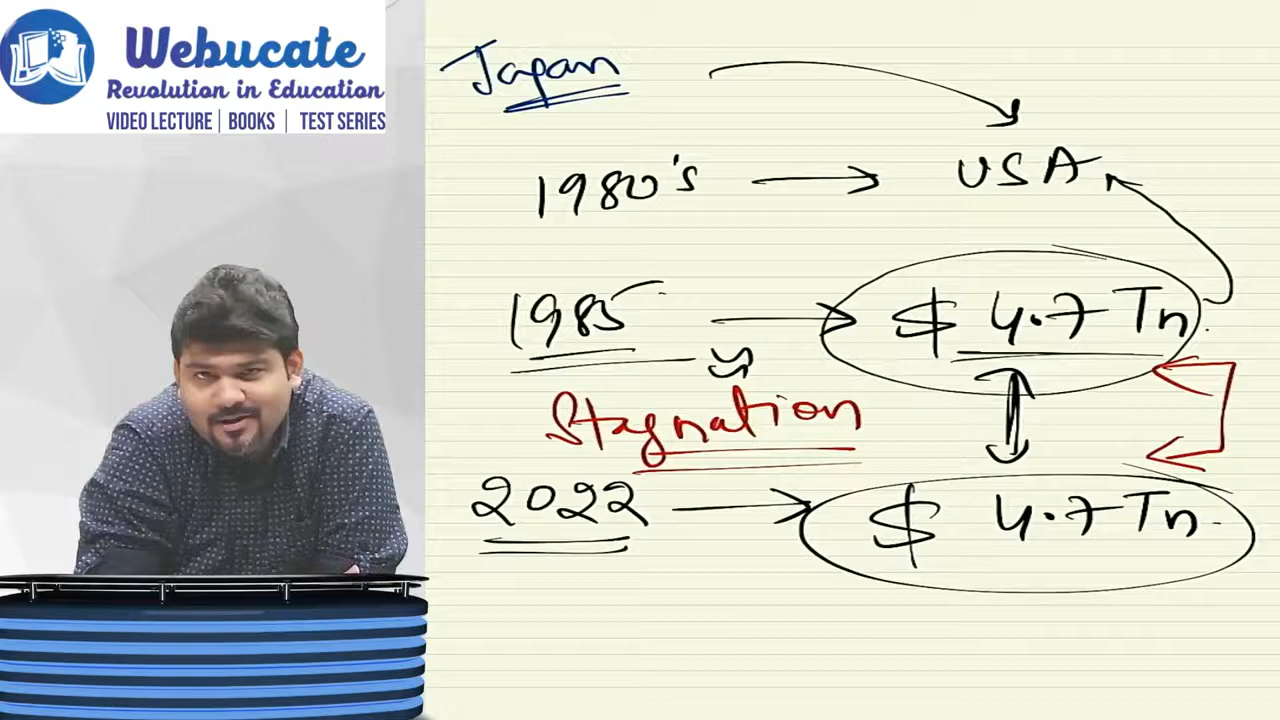 Webucate
Revolution in Education
VIDEO LECTURE | BOOKS | TEST SERIES
Japan
1980's → USA
1985 → $ 4.7 Tn.
Stagnation
2022 → $ 4.7 Tn.